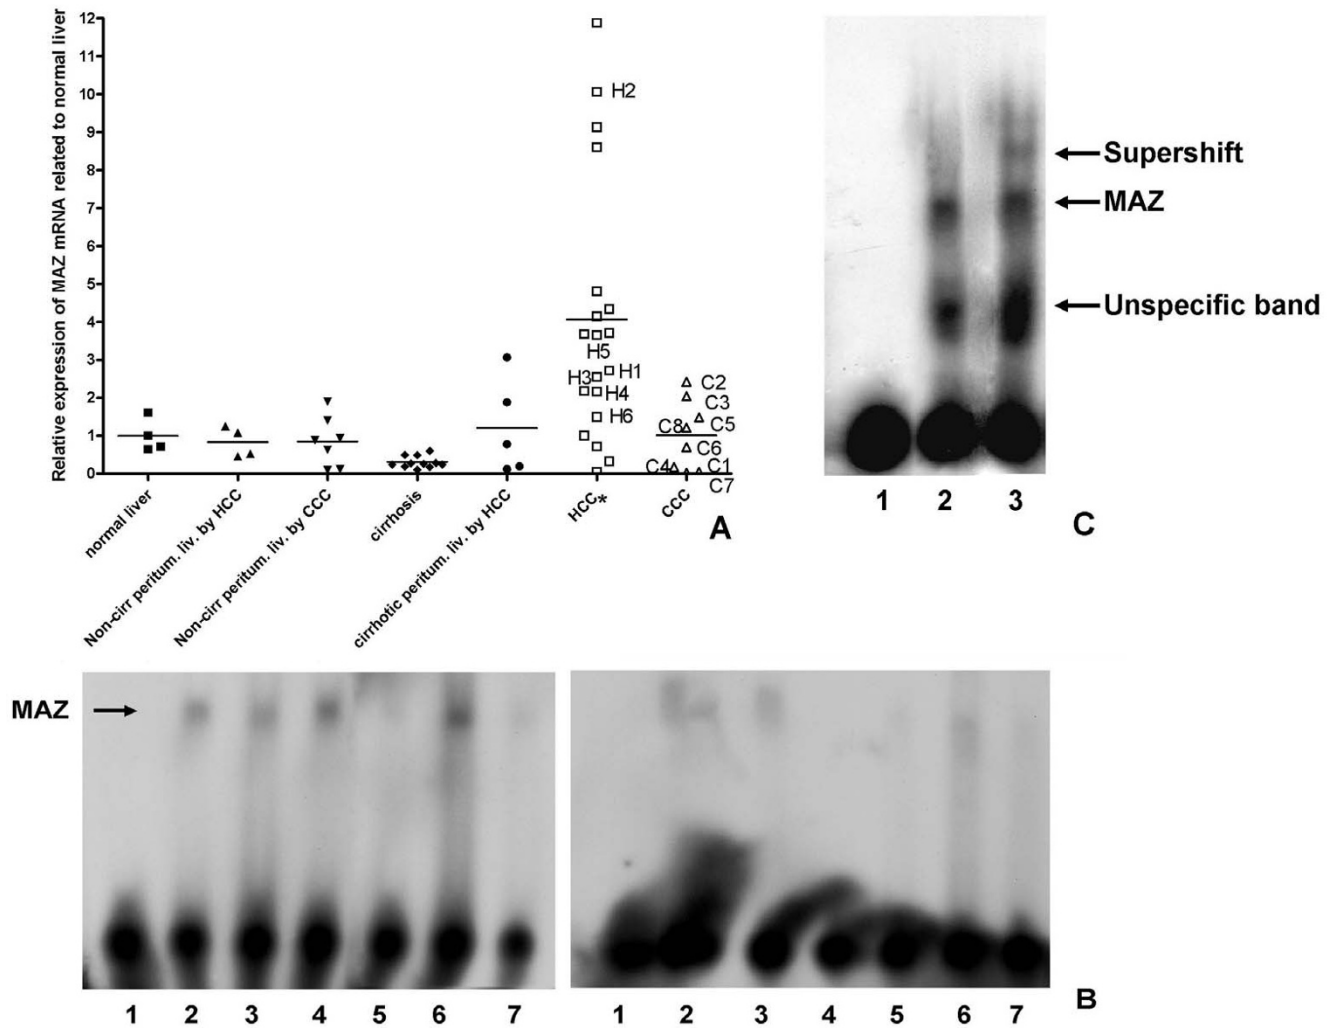 Relative expression of MAZ mRNA related to normal liver
12
11
10
9
8
7
6
5
4
3
2
1
0
H2
H5
H3
H1
H4
H6
C2
C3
C8
C5
C6
C4
C1
C7
normal liver
Non-cirr peritum. liv. by HCC
Non-cirr peritum. liv. by CCC
cirrhosis
cirrhotic peritum. liv. by HCC
HCC*
CCC
A
Supershift
MAZ
Unspecific band
1 2 3
C
MAZ
1 2 3 4 5 6 7
1 2 3 4 5 6 7
B